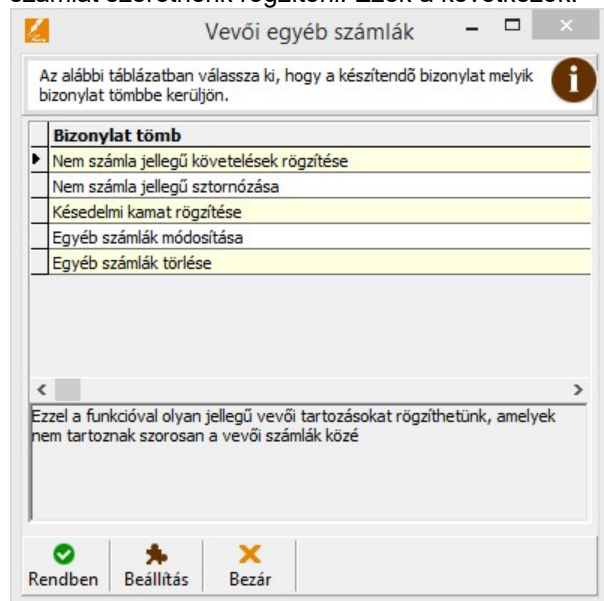 Vevői egyéb számlák
Az alábbi táblázatban válassza ki, hogy a készítendő bizonylat melyik
bizonylat tömbbe kerüljön.
Bizonylat tömb
Nem számla jellegű követelések rögzítése
Nem számla jellegű sztornózása
Késedelmi kamat rögzítése
Egyéb számlák módosítása
Egyéb számlák törlése
Ezzel a funkcióval olyan jellegű vevői tartozásokat rögzíthetünk, amelyek
nem tartoznak szorosan a vevői számlák közé
Rendben Beállítás Bezár